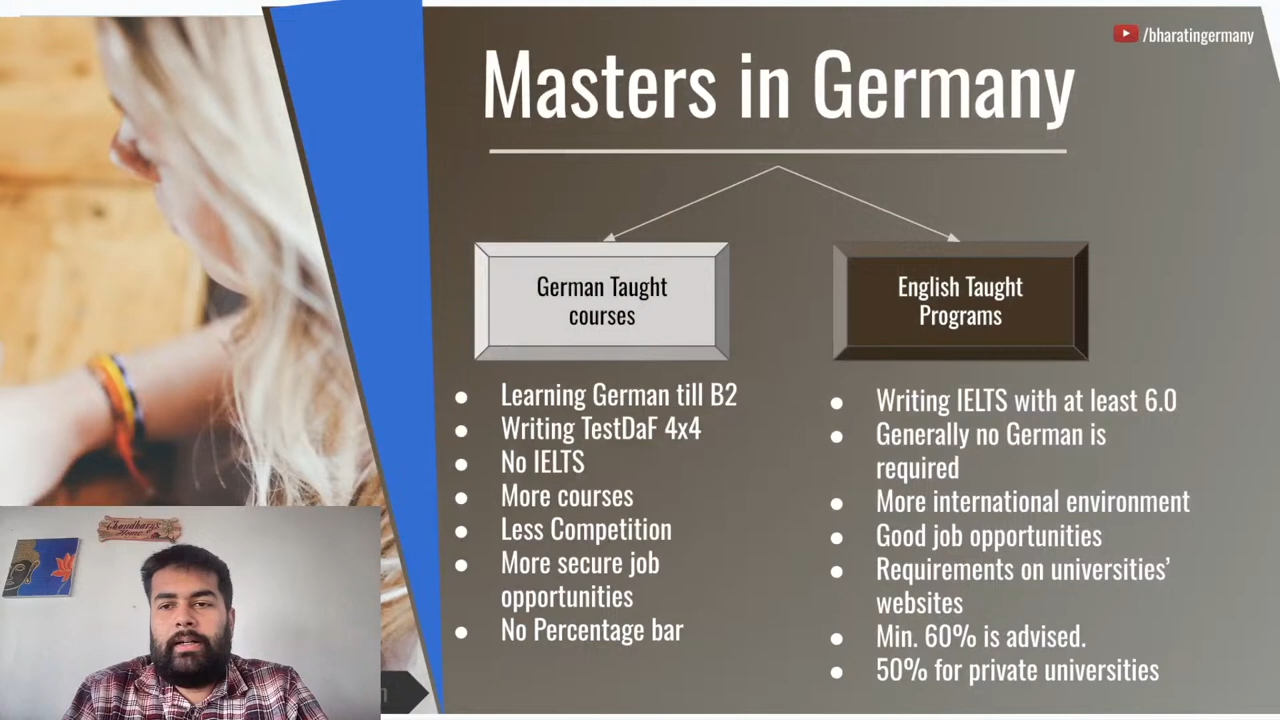 /bharatingermany
Masters in Germany
German Taught
courses
Learning German till B2
Writing TestDaF 4x4
No IELTS
More courses
Less Competition
More secure job
opportunities
No Percentage bar
English Taught
Programs
Writing IELTS with at least 6.0
Generally no German is
required
More international environment
Good job opportunities
Requirements on universities’
websites
Min. 60% is advised.
50% for private universities
Chaudhary's
Home
n